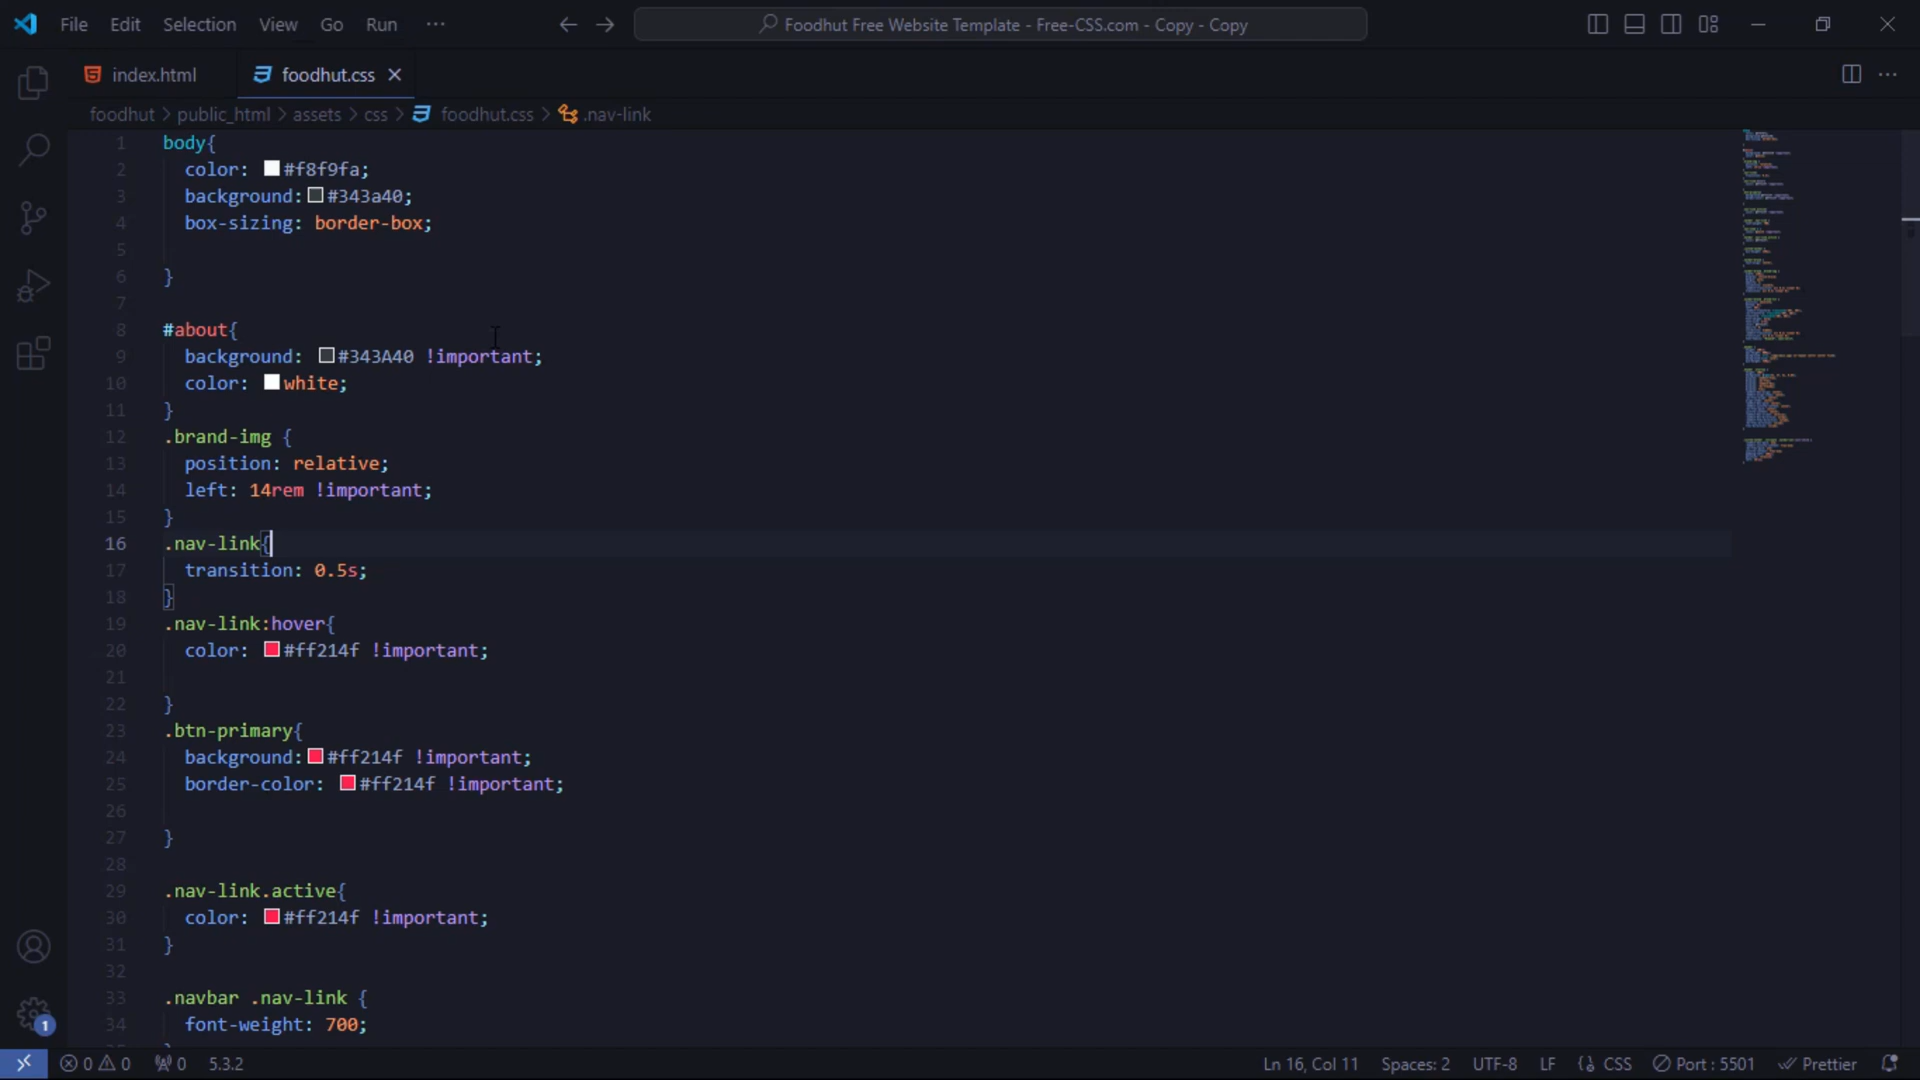 File Edit Selection View Go Run ··· Foodhut Free Website Template - Free-CSS.com - Copy - Copy
index.html foodhut.css
foodhut > public_html > assets > css > foodhut.css > .nav-link
1 body{
2 color: #f8f9fa;
3 background: #343a40;
4 box-sizing: border-box;
5
6 }
7
8 #about{
9 background: #343A40 !important;
10 color: white;
11 }
12 .brand-img {
13 position: relative;
14 left: 14rem !important;
15 }
16 .nav-link{
17 transition: 0.5s;
18 }
19 .nav-link:hover{
20 color: #ff214f !important;
21
22 }
23 .btn-primary{
24 background: #ff214f !important;
25 border-color: #ff214f !important;
26
27 }
28
29 .nav-link.active{
30 color: #ff214f !important;
31 }
32
33 .navbar .nav-link {
34 font-weight: 700;
1
0 0 0 5.3.2 Ln 16, Col 11 Spaces: 2 UTF-8 LF CSS Port : 5501 Prettier